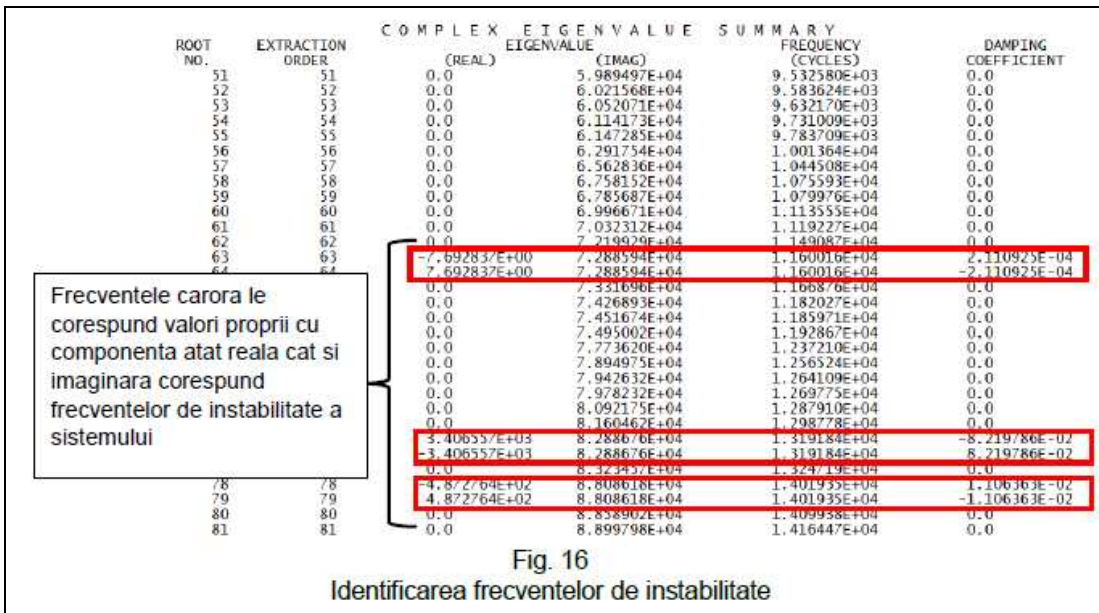 C O M P L E X   E I G E N V A L U E   S U M M A R Y
ROOT EXTRACTION EIGENVALUE FREQUENCY DAMPING
NO. ORDER (REAL) (IMAG) (CYCLES) COEFFICIENT
51 51 0.0 5.989497E+04 9.532580E+03 0.0
52 52 0.0 6.021568E+04 9.583624E+03 0.0
53 53 0.0 6.052071E+04 9.632170E+03 0.0
54 54 0.0 6.114173E+04 9.731009E+03 0.0
55 55 0.0 6.147285E+04 9.783709E+03 0.0
56 56 0.0 6.291754E+04 1.001364E+04 0.0
57 57 0.0 6.562836E+04 1.044508E+04 0.0
58 58 0.0 6.758152E+04 1.075593E+04 0.0
59 59 0.0 6.785687E+04 1.079976E+04 0.0
60 60 0.0 6.996671E+04 1.113555E+04 0.0
61 61 0.0 7.032312E+04 1.119227E+04 0.0
62 62 0.0 7.219929E+04 1.149087E+04 0.0
63 63 -7.692837E+00 7.288594E+04 1.160016E+04 2.110925E-04
64 64 7.692837E+00 7.288594E+04 1.160016E+04 -2.110925E-04
0.0 7.331696E+04 1.166876E+04 0.0
0.0 7.426893E+04 1.182027E+04 0.0
0.0 7.451674E+04 1.185971E+04 0.0
0.0 7.495002E+04 1.192867E+04 0.0
0.0 7.773620E+04 1.237210E+04 0.0
0.0 7.894975E+04 1.256524E+04 0.0
0.0 7.942632E+04 1.264109E+04 0.0
0.0 7.978232E+04 1.269775E+04 0.0
0.0 8.092175E+04 1.287910E+04 0.0
0.0 8.160462E+04 1.298778E+04 0.0
3.406557E+03 8.288676E+04 1.319184E+04 -8.219786E-02
-3.406557E+03 8.288676E+04 1.319184E+04 8.219786E-02
0.0 8.323457E+04 1.324719E+04 0.0
78 78 -4.872764E+02 8.808618E+04 1.401935E+04 1.106363E-02
79 79 4.872764E+02 8.808618E+04 1.401935E+04 -1.106363E-02
80 80 0.0 8.858902E+04 1.409938E+04 0.0
81 81 0.0 8.899798E+04 1.416447E+04 0.0
Frecventele carora le
corespund valori proprii cu
componenta atat reala cat si
imaginara corespund
frecventelor de instabilitate a
sistemului
Fig. 16
Identificarea frecventelor de instabilitate